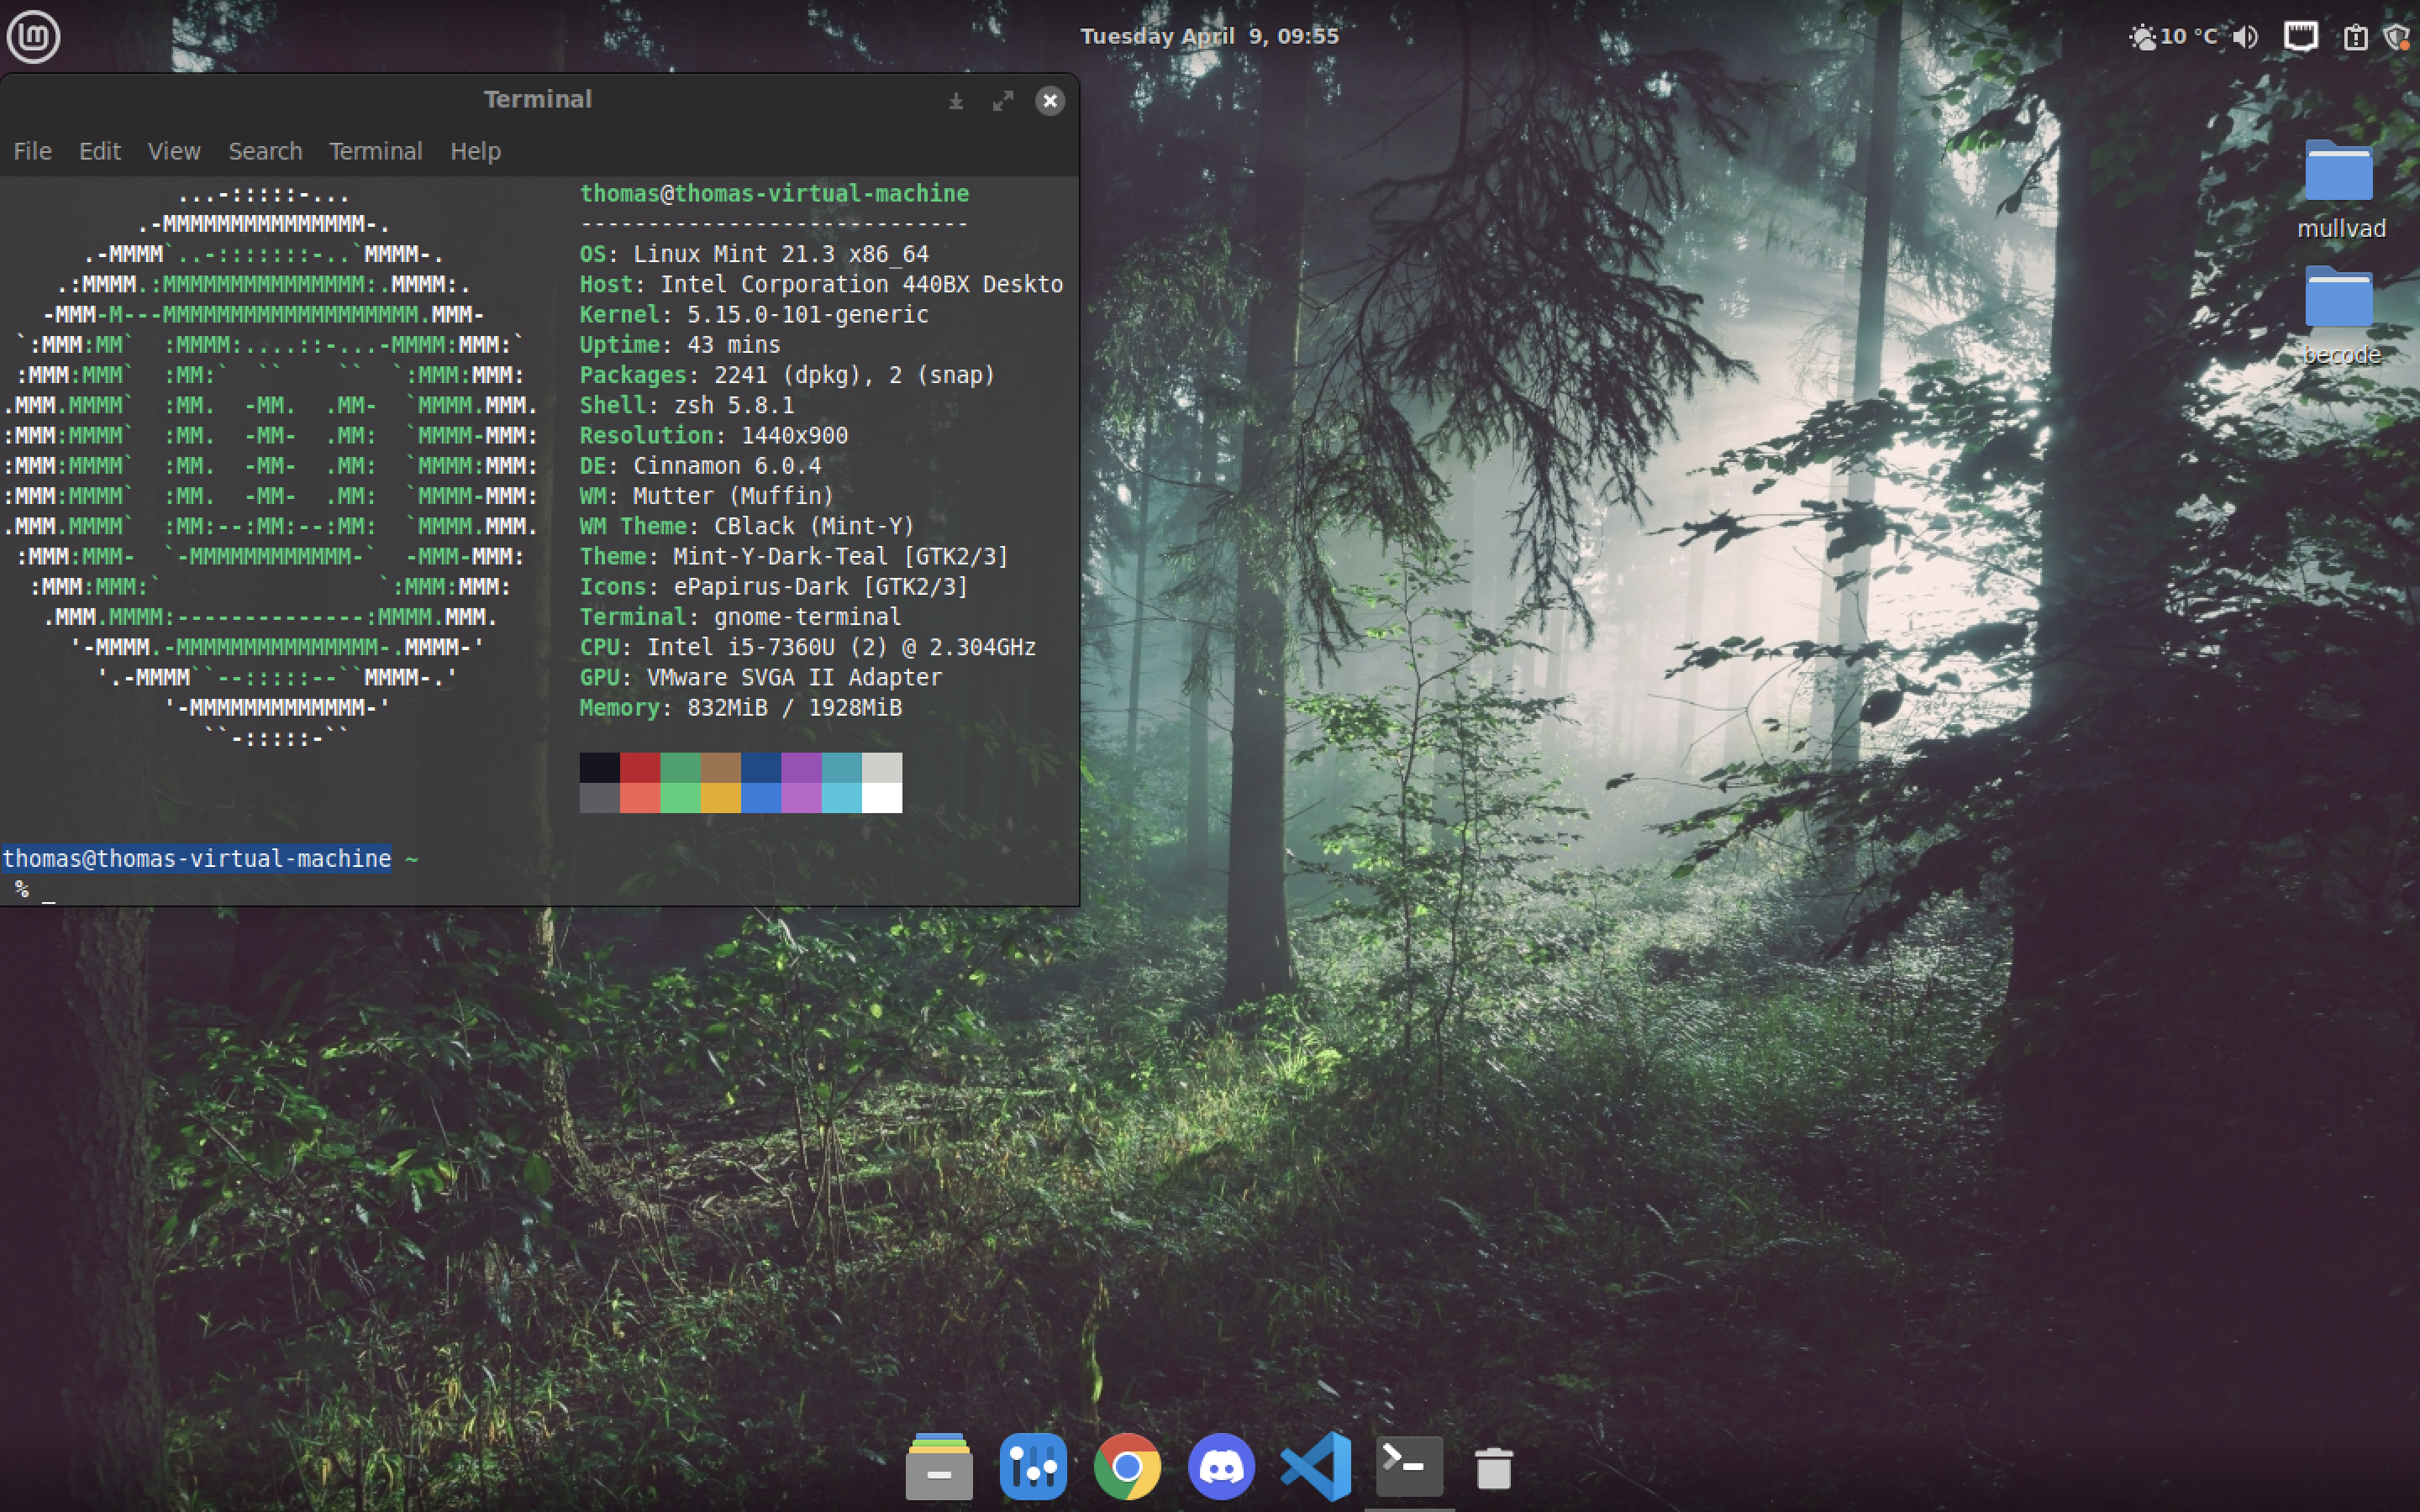 Tuesday April  9, 09:55
10 °C
Terminal
File Edit View Search Terminal Help
             ...-:::::-...
          .-MMMMMMMMMMMMMMM-.
      .-MMMM`..-:::::::-..`MMMM-.
    .:MMMM.:MMMMMMMMMMMMMMM:.MMMM:.
   -MMM-M---MMMMMMMMMMMMMMMMMMM.MMM-
 `:MMM:MM`  :MMMM:....::-...-MMMM:MMM:`
 :MMM:MMM`  :MM:`  ``    ``  `:MMM:MMM:
.MMM.MMMM`  :MM.  -MM.  .MM-  `MMMM.MMM.
:MMM:MMMM`  :MM.  -MM-  .MM:  `MMMM-MMM:
:MMM:MMMM`  :MM.  -MM-  .MM:  `MMMM:MMM:
:MMM:MMMM`  :MM.  -MM-  .MM:  `MMMM-MMM:
.MMM.MMMM`  :MM:--:MM:--:MM:  `MMMM.MMM.
 :MMM:MMM-  `-MMMMMMMMMMMM-`  -MMM-MMM:
  :MMM:MMM:`                `:MMM:MMM:
   .MMM.MMMM:--------------:MMMM.MMM.
     '-MMMM.-MMMMMMMMMMMMMMM-.MMMM-'
       '.-MMMM``--:::::--``MMMM-.'
            '-MMMMMMMMMMMMM-'
               ``-:::::-``
thomas@thomas-virtual-machine
-----------------------------
OS: Linux Mint 21.3 x86_64
Host: Intel Corporation 440BX Deskto
Kernel: 5.15.0-101-generic
Uptime: 43 mins
Packages: 2241 (dpkg), 2 (snap)
Shell: zsh 5.8.1
Resolution: 1440x900
DE: Cinnamon 6.0.4
WM: Mutter (Muffin)
WM Theme: CBlack (Mint-Y)
Theme: Mint-Y-Dark-Teal [GTK2/3]
Icons: ePapirus-Dark [GTK2/3]
Terminal: gnome-terminal
CPU: Intel i5-7360U (2) @ 2.304GHz
GPU: VMware SVGA II Adapter
Memory: 832MiB / 1928MiB
thomas@thomas-virtual-machine ~
 % _
mullvad
becode